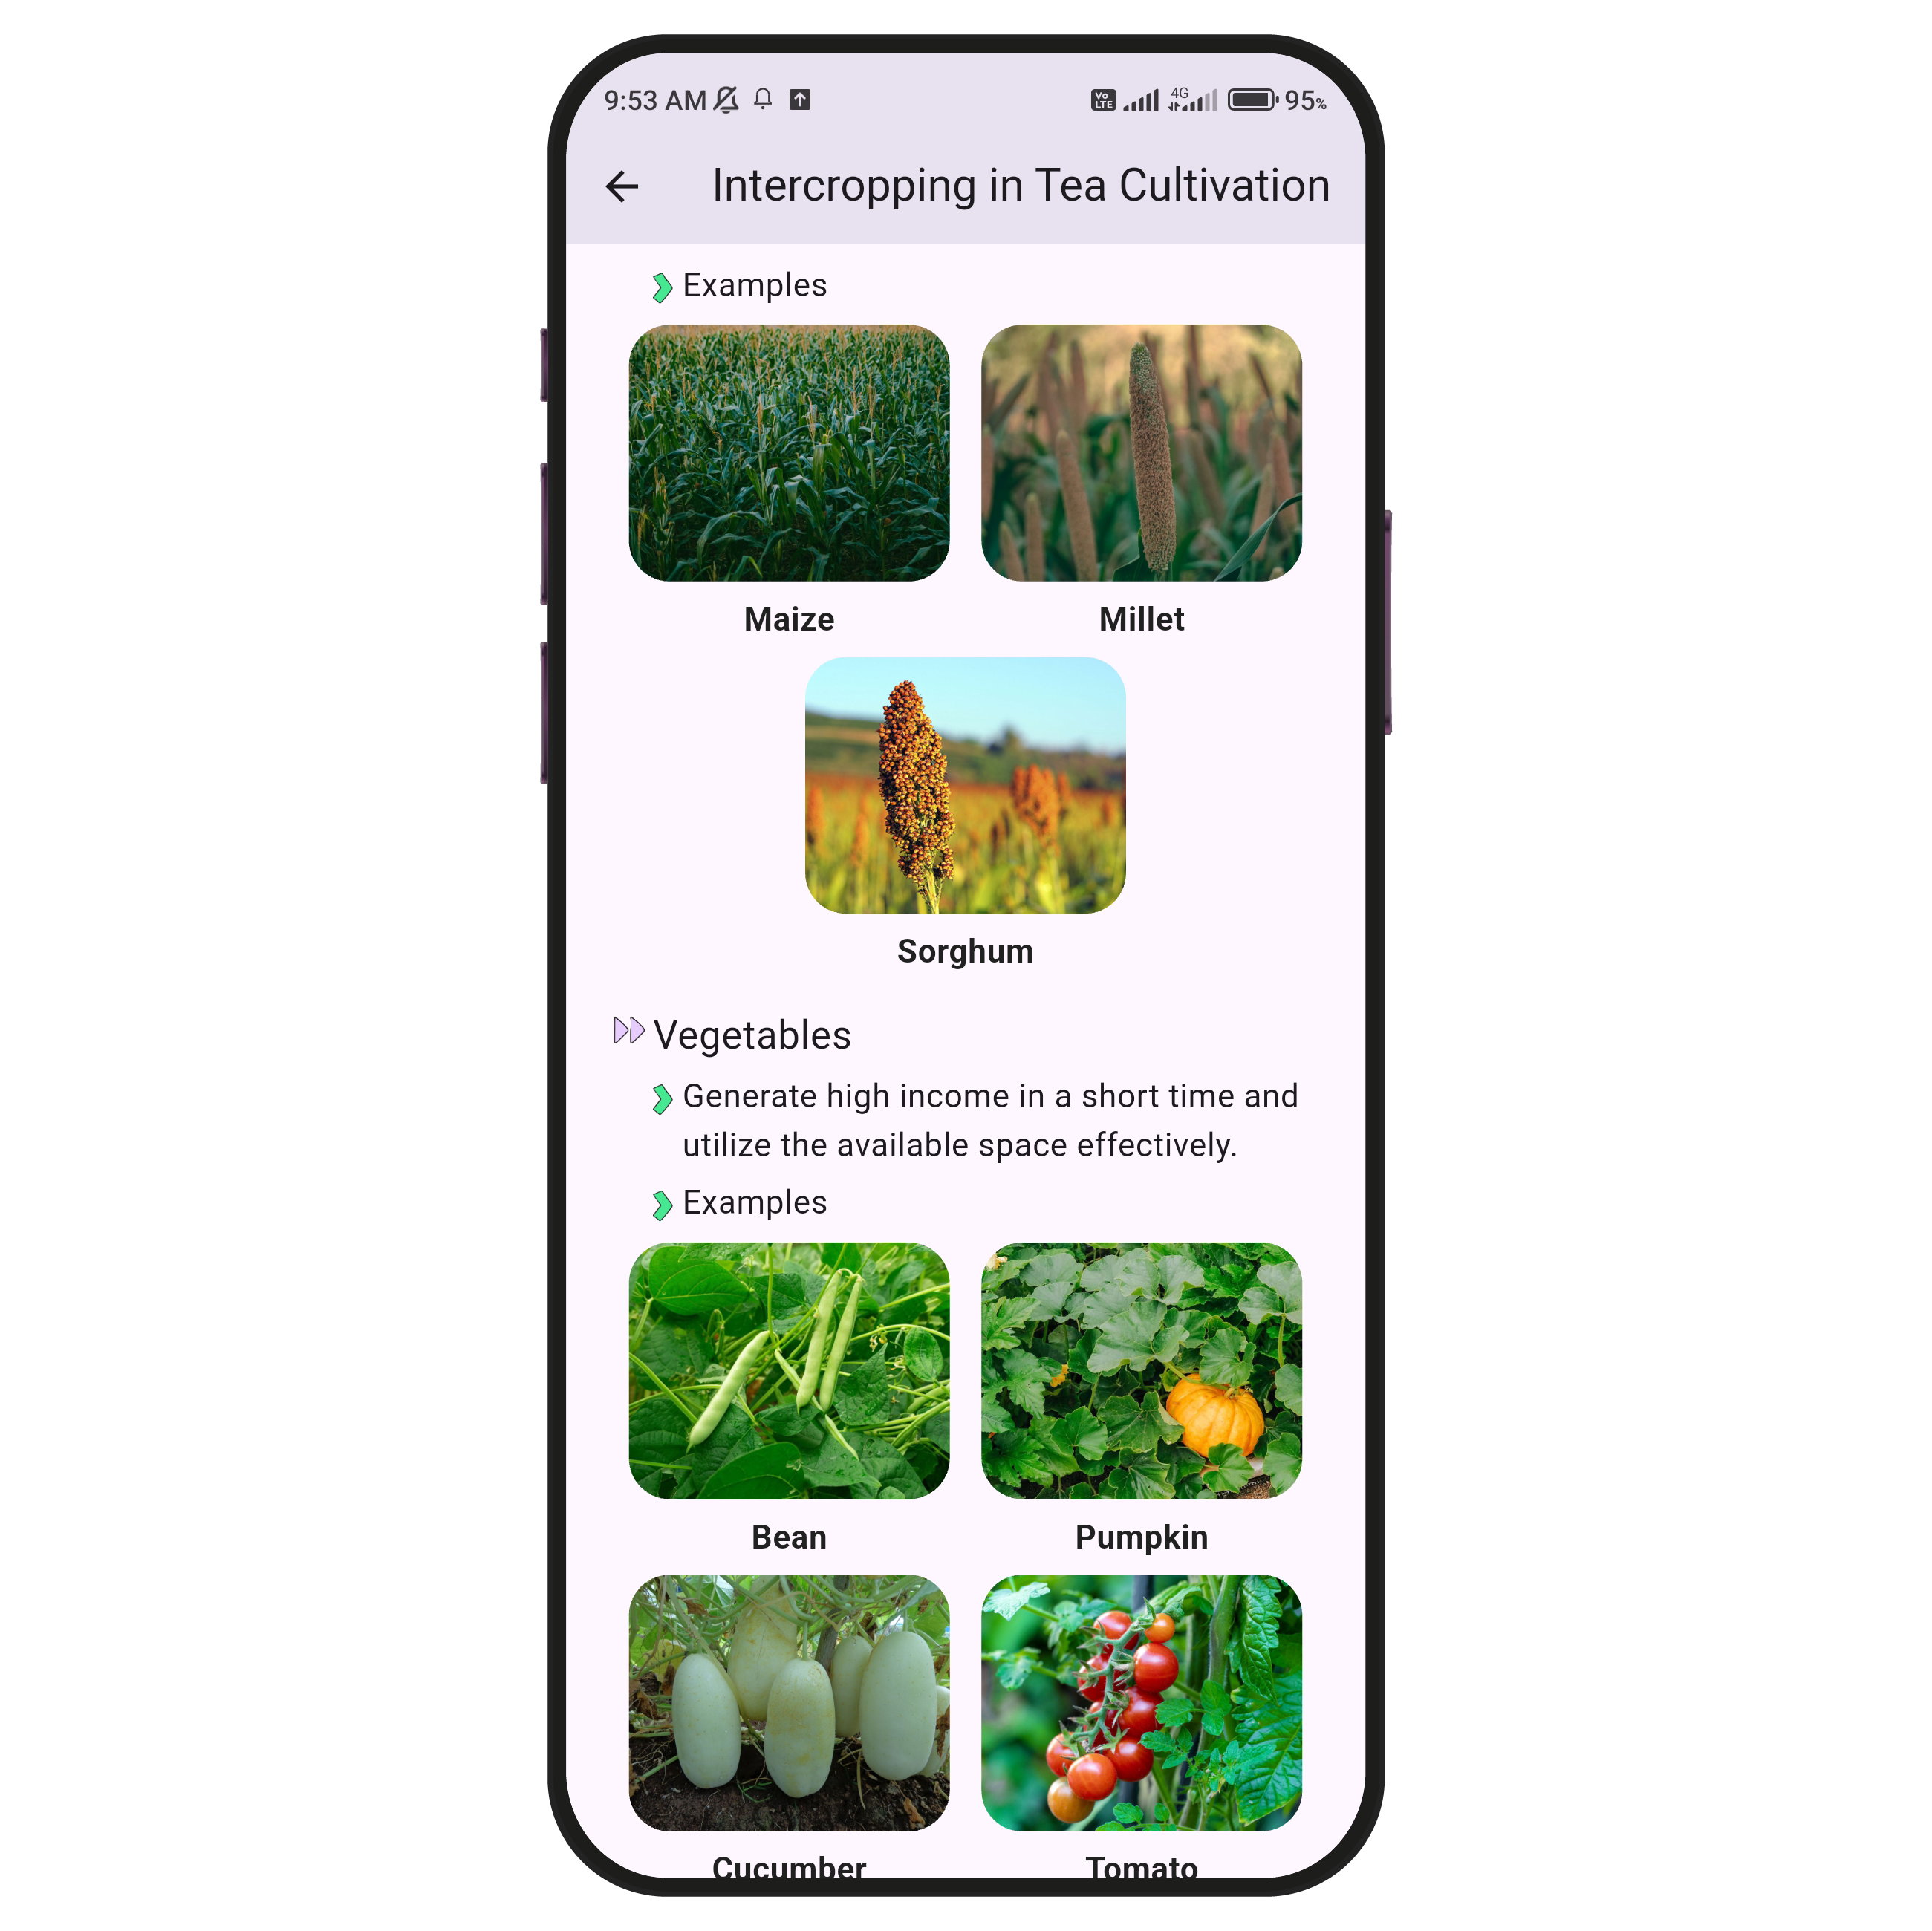 9:53 AM Vo LTE 4G 95%
Intercropping in Tea Cultivation
Examples
Maize Millet
Sorghum
Vegetables
Generate high income in a short time and
utilize the available space effectively.
Examples
Bean Pumpkin
Cucumber Tomato